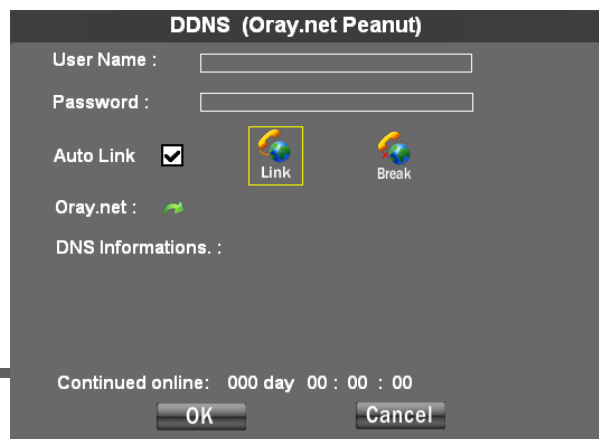 DDNS (Oray.net Peanut)
User Name :
Password :
Auto Link
Link
Break
Oray.net :
DNS Informations. :
Continued online: 000 day 00 : 00 : 00
OK
Cancel